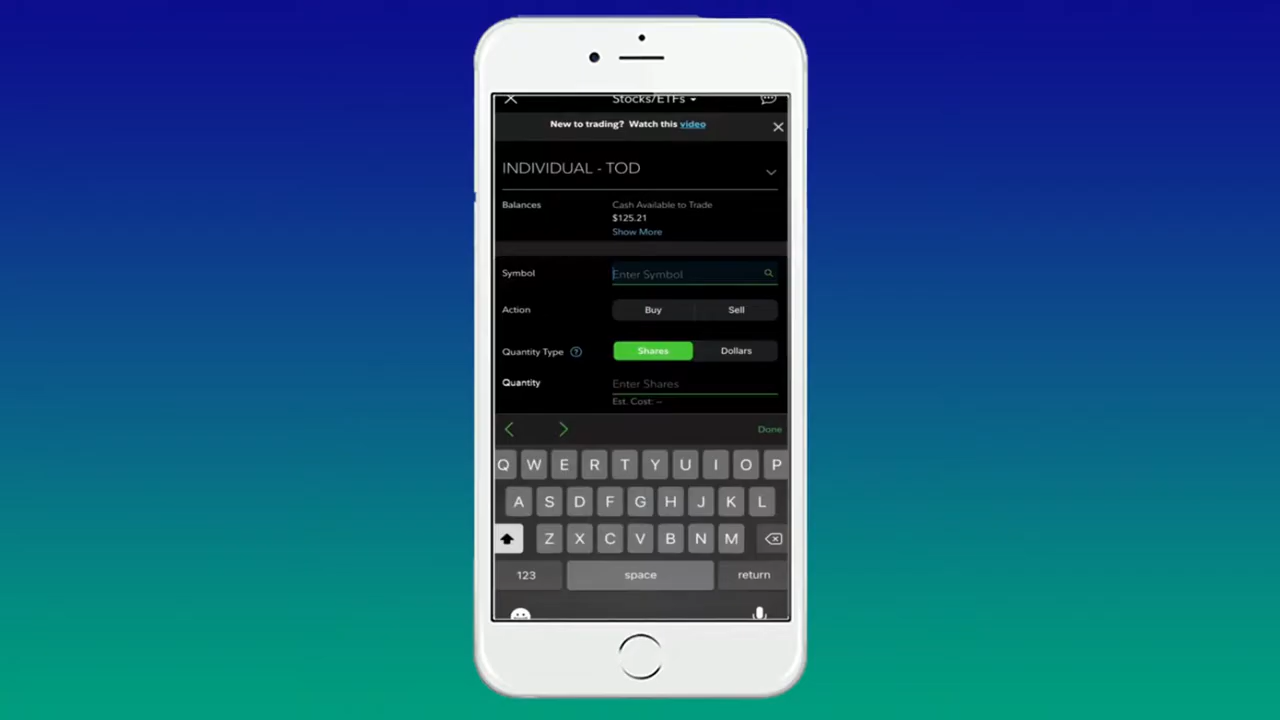 Stocks/ETFs
New to trading? Watch this video
INDIVIDUAL - TOD
Balances
Cash Available to Trade
$125.21
Show More
Symbol
Enter Symbol
Action
Buy
Sell
Quantity Type ?
Shares
Dollars
Quantity
Enter Shares
Est. Cost: --
Done
Q W E R T Y U I O P
A S D F G H J K L
Z X C V B N M
123
space
return